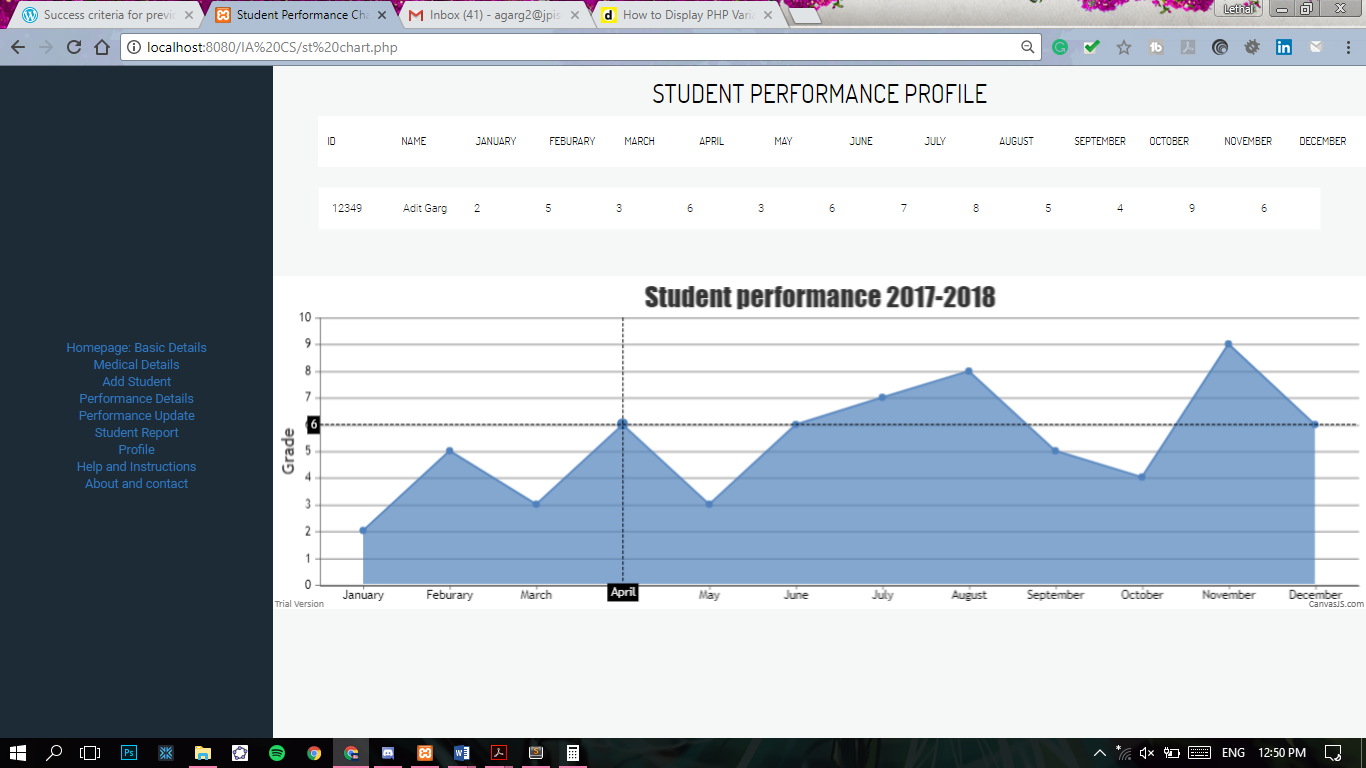 Success criteria for previo
Student Performance Cha
Inbox (41) - agarg2@jpis
How to Display PHP Varia
Lethal
localhost:8080/IA%20CS/st%20chart.php
STUDENT PERFORMANCE PROFILE
ID NAME JANUARY FEBURARY MARCH APRIL MAY JUNE JULY AUGUST SEPTEMBER OCTOBER NOVEMBER DECEMBER
12349 Adit Garg 2 5 3 6 3 6 7 8 5 4 9 6
Homepage: Basic Details
Medical Details
Add Student
Performance Details
Performance Update
Student Report
Profile
Help and Instructions
About and contact
Student performance 2017-2018
Grade
10
9
8
7
6
5
4
3
2
1
0
January Feburary March April May June July August September October November December
Trial Version
CanvasJS.com
ENG 12:50 PM